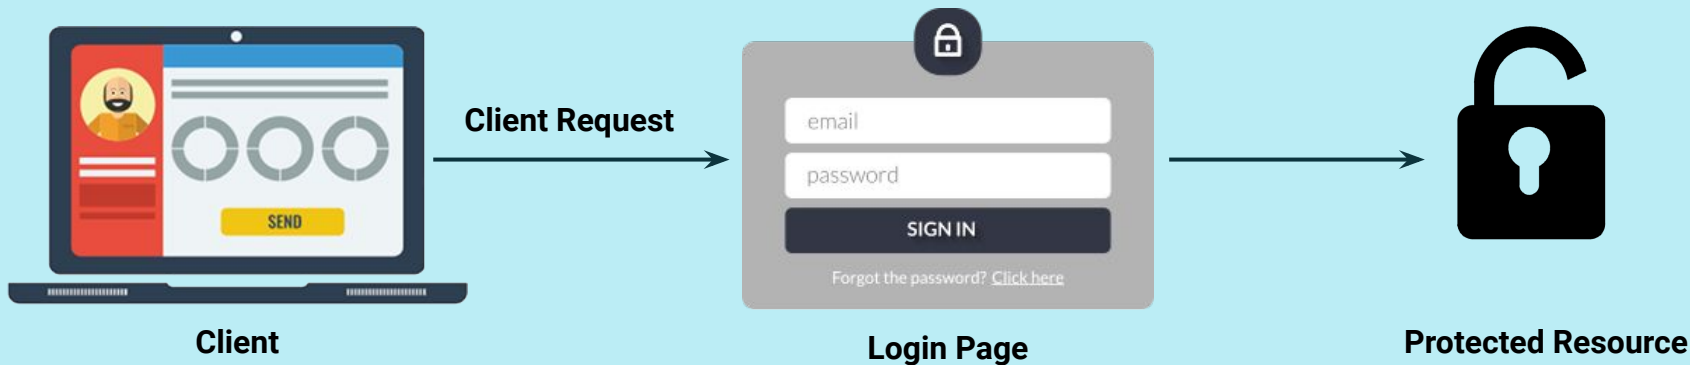 SEND
Client
Client Request
email
password
SIGN IN
Forgot the password? Click here
Login Page
Protected Resource